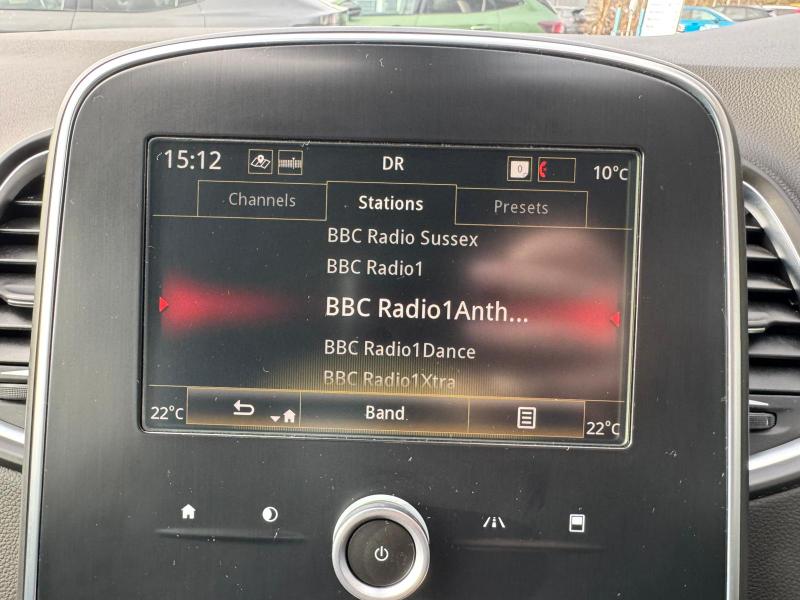 15:12 DR 0 10°C
Channels Stations Presets
BBC Radio Sussex
BBC Radio1
BBC Radio1Anth...
BBC Radio1Dance
BBC Radio1Xtra
22°C Band 22°C